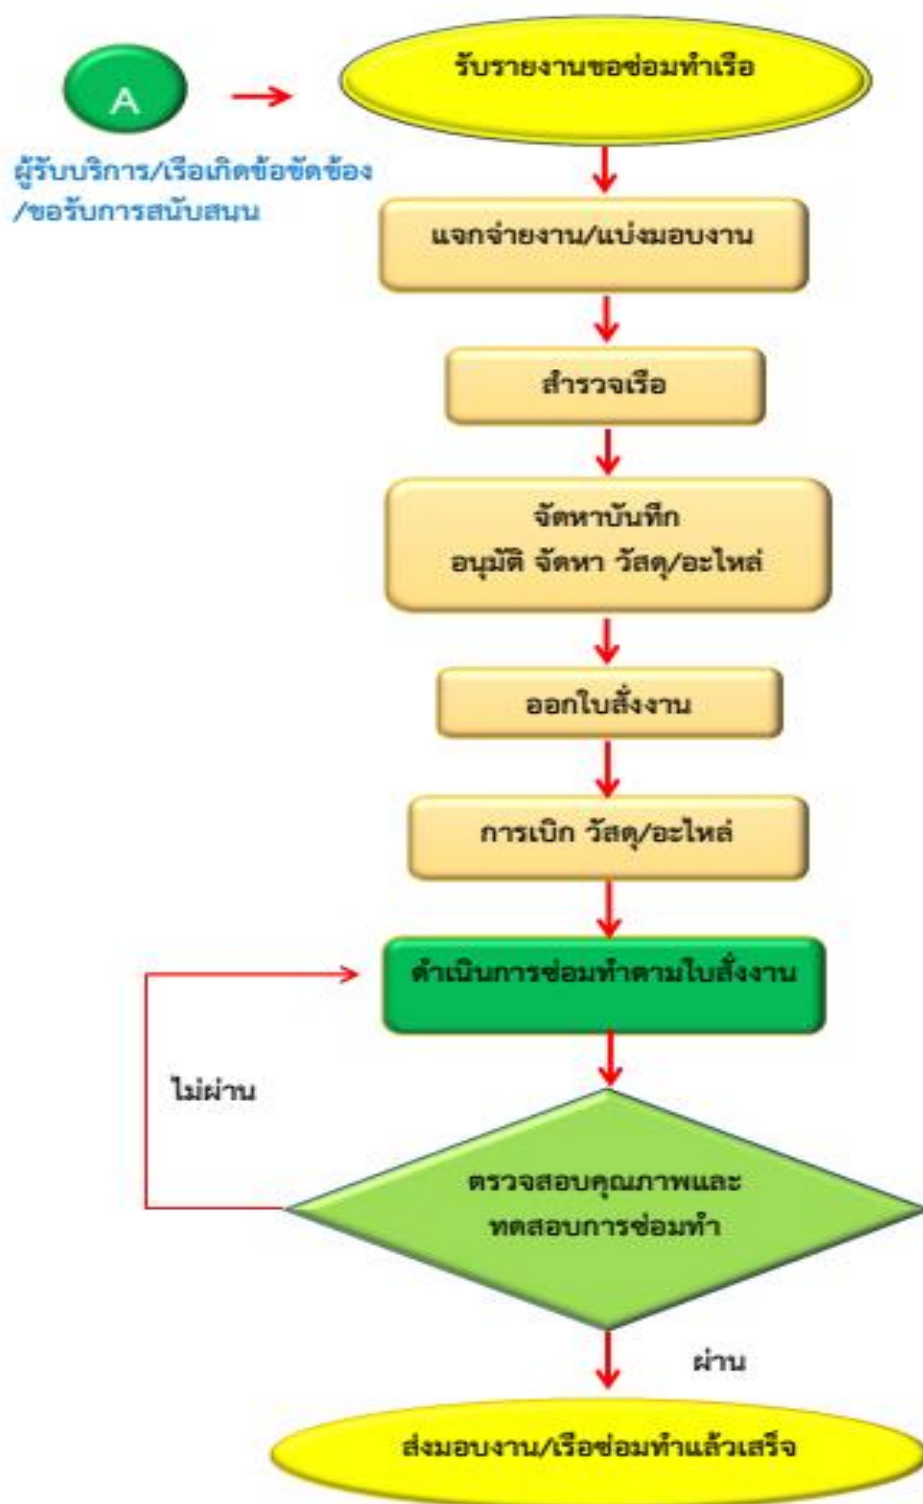 รับรายงานขอซ่อมทำเรือ
A
ผู้รับบริการ/เรือเกิดข้อขัดข้อง
/ขอรับการสนับสนุน
แจกจ่ายงาน/แบ่งมอบงาน
สำรวจเรือ
จัดหาบันทึก
อนุมัติ จัดหา วัสดุ/อะไหล่
ออกใบสั่งงาน
การเบิก วัสดุ/อะไหล่
ดำเนินการซ่อมทำตามใบสั่งงาน
ไม่ผ่าน
ตรวจสอบคุณภาพและ
ทดสอบการซ่อมทำ
ผ่าน
ส่งมอบงาน/เรือซ่อมทำแล้วเสร็จ